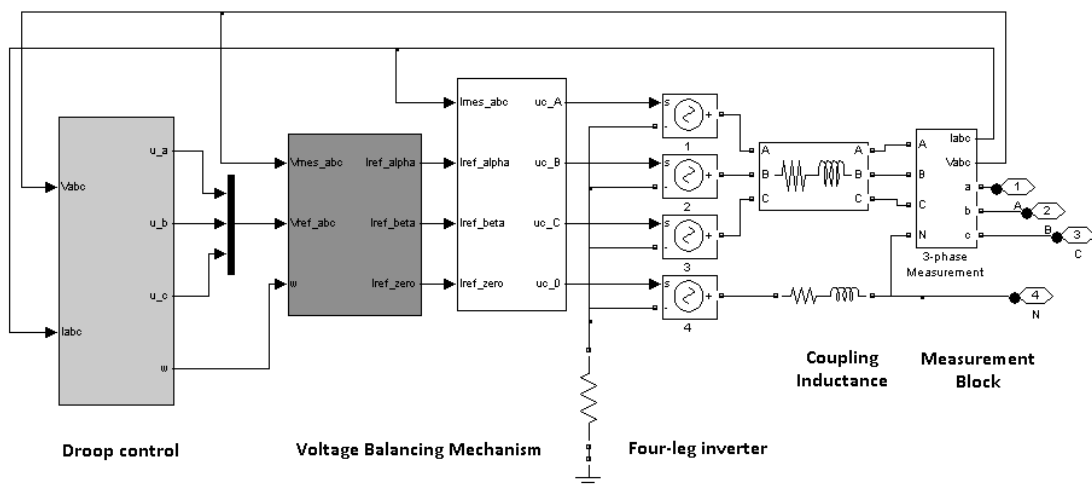 Vabc
Iabc
u_a
u_b
u_c
w
Vmes_abc
Vref_abc
w
Iref_alpha
Iref_beta
Iref_zero
Imes_abc
Iref_alpha
Iref_beta
Iref_zero
uc_A
uc_B
uc_C
uc_0
s
-
+
1
s
-
+
2
s
-
+
3
s
-
+
4
A
B
C
A
B
C
A
B
C
N
Iabc
Vabc
a
b
c
3-phase
Measurement
1
A
2
B
3
C
4
N
Droop control
Voltage Balancing Mechanism
Four-leg inverter
Coupling
Inductance
Measurement
Block